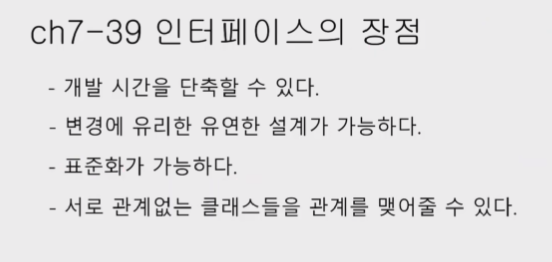 ch7-39 인터페이스의 장점
- 개발 시간을 단축할 수 있다.
- 변경에 유리한 유연한 설계가 가능하다.
- 표준화가 가능하다.
- 서로 관계없는 클래스들을 관계를 맺어줄 수 있다.